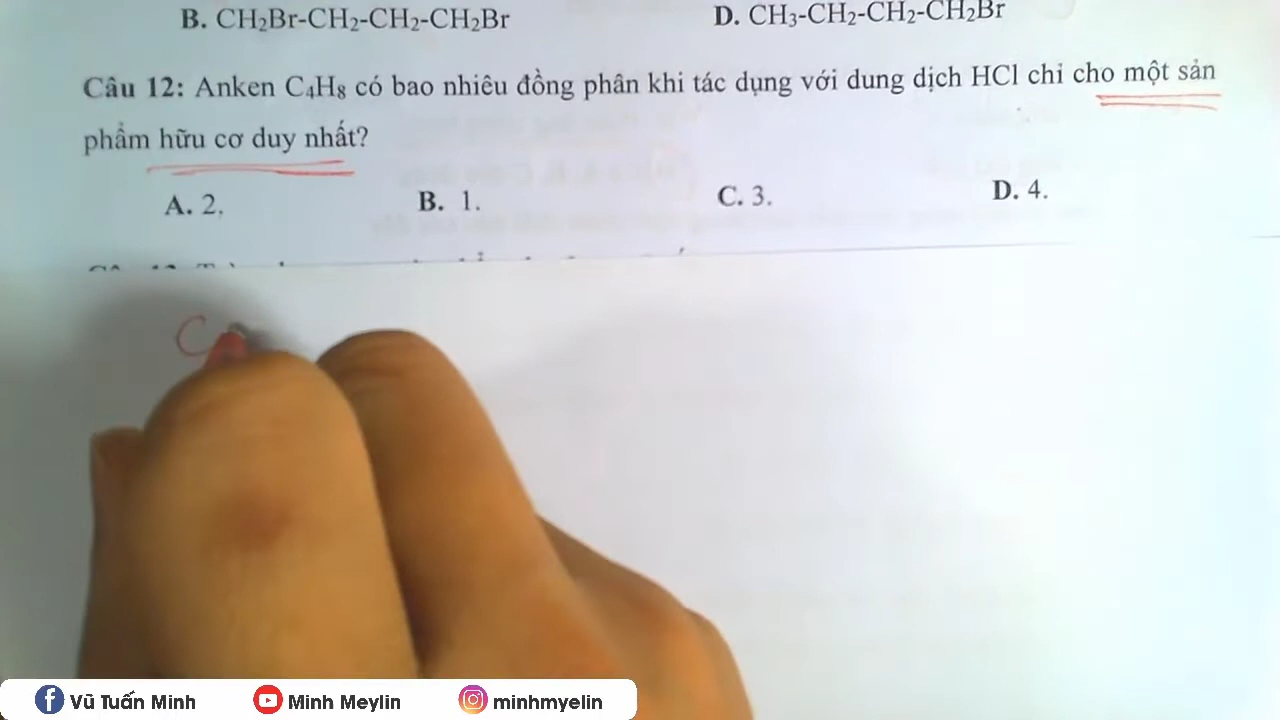 B. CH₂Br-CH₂-CH₂-CH₂Br
D. CH₃-CH₂-CH₂-CH₂Br
Câu 12: Anken C₄H₈ có bao nhiêu đồng phân khi tác dụng với dung dịch HCl chỉ cho một sản
phẩm hữu cơ duy nhất?
A. 2.
B. 1.
C. 3.
D. 4.
C
Vũ Tuấn Minh
Minh Meylin
minhmyelin